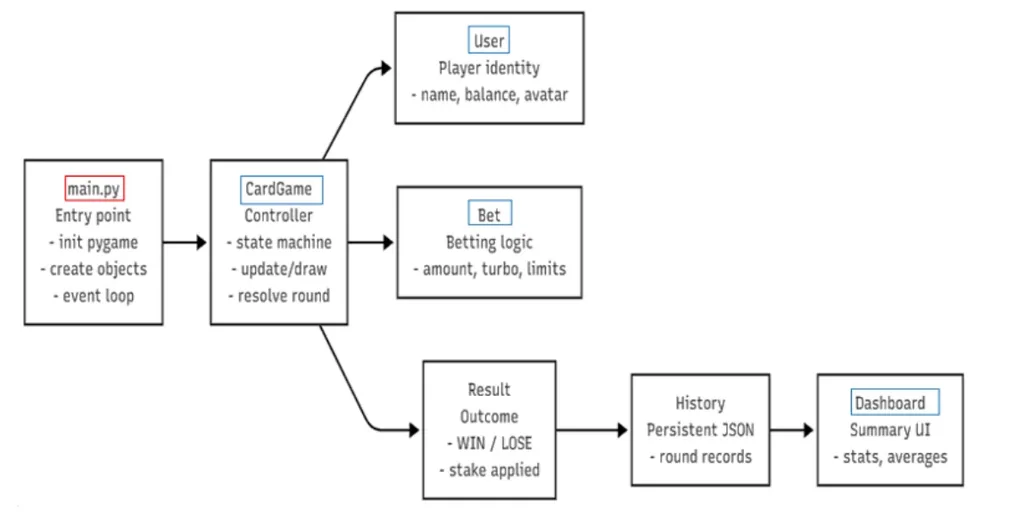 User
Player identity
- name, balance, avatar
main.py
Entry point
- init pygame
- create objects
- event loop
CardGame
Controller
- state machine
- update/draw
- resolve round
Bet
Betting logic
- amount, turbo, limits
Result
Outcome
- WIN / LOSE
- stake applied
History
Persistent JSON
- round records
Dashboard
Summary UI
- stats, averages